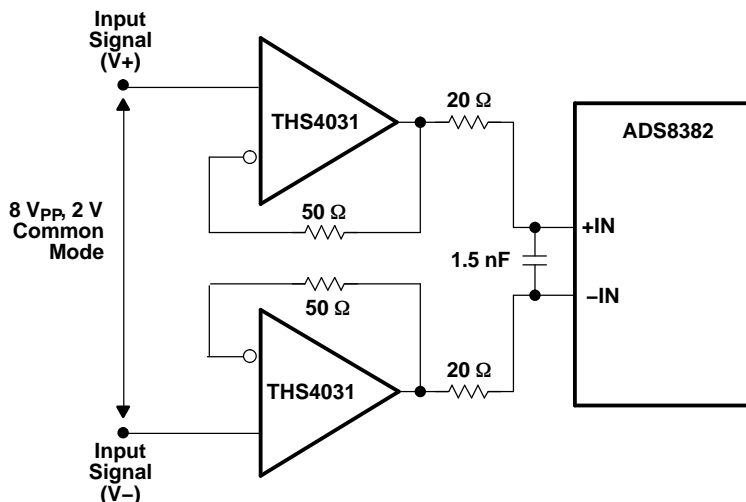 Input
Signal
(V+)
THS4031
20 Ω
ADS8382
50 Ω
8 VPP, 2 V
Common
Mode
+IN
1.5 nF
−IN
50 Ω
20 Ω
THS4031
Input
Signal
(V−)